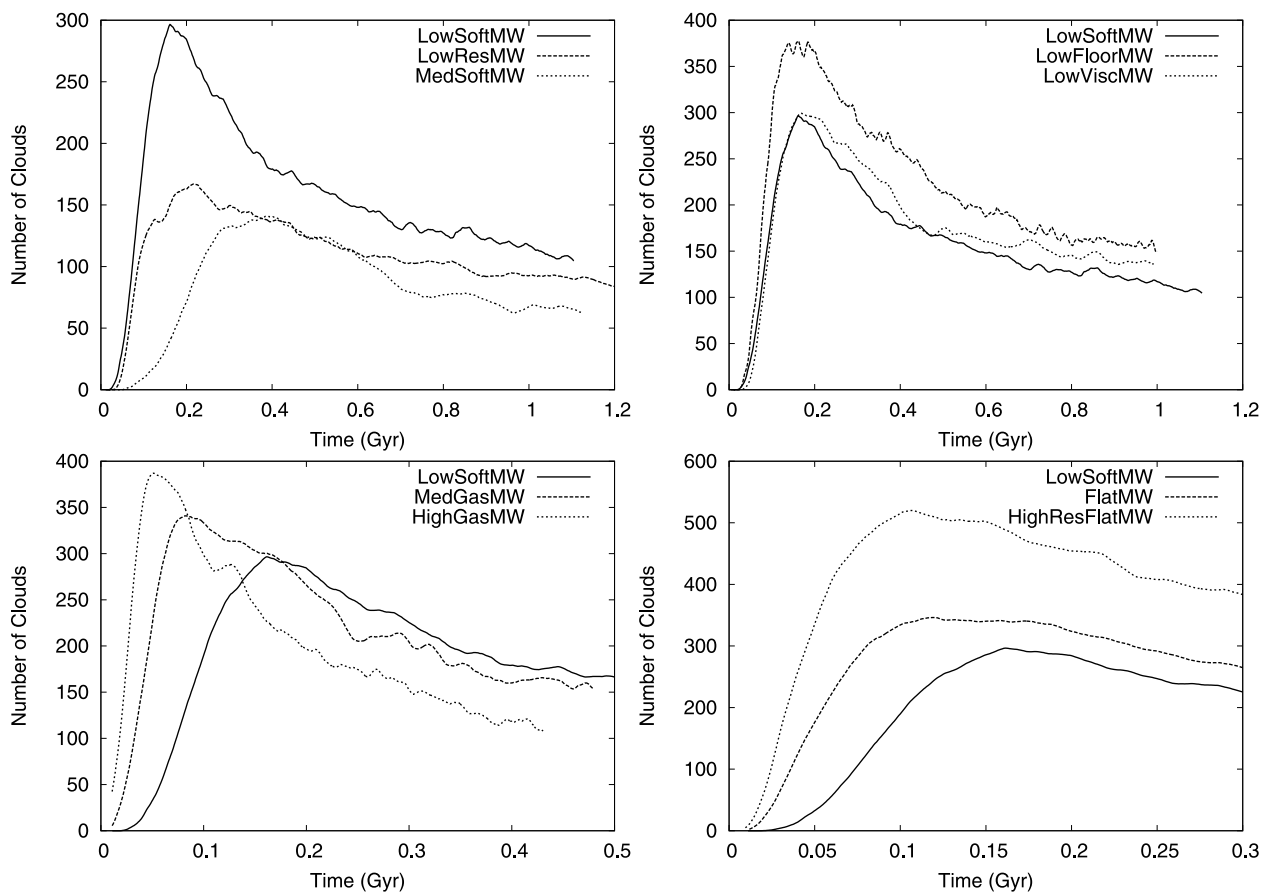 300
250
200
150
100
50
0
Number of Clouds
LowSoftMW
LowResMW
MedSoftMW
0 0.2 0.4 0.6 0.8 1 1.2
Time (Gyr)
400
350
300
250
200
150
100
50
0
Number of Clouds
LowSoftMW
LowFloorMW
LowViscMW
0 0.2 0.4 0.6 0.8 1 1.2
Time (Gyr)
400
350
300
250
200
150
100
50
0
Number of Clouds
LowSoftMW
MedGasMW
HighGasMW
0 0.1 0.2 0.3 0.4 0.5
Time (Gyr)
600
500
400
300
200
100
0
Number of Clouds
LowSoftMW
FlatMW
HighResFlatMW
0 0.05 0.1 0.15 0.2 0.25 0.3
Time (Gyr)